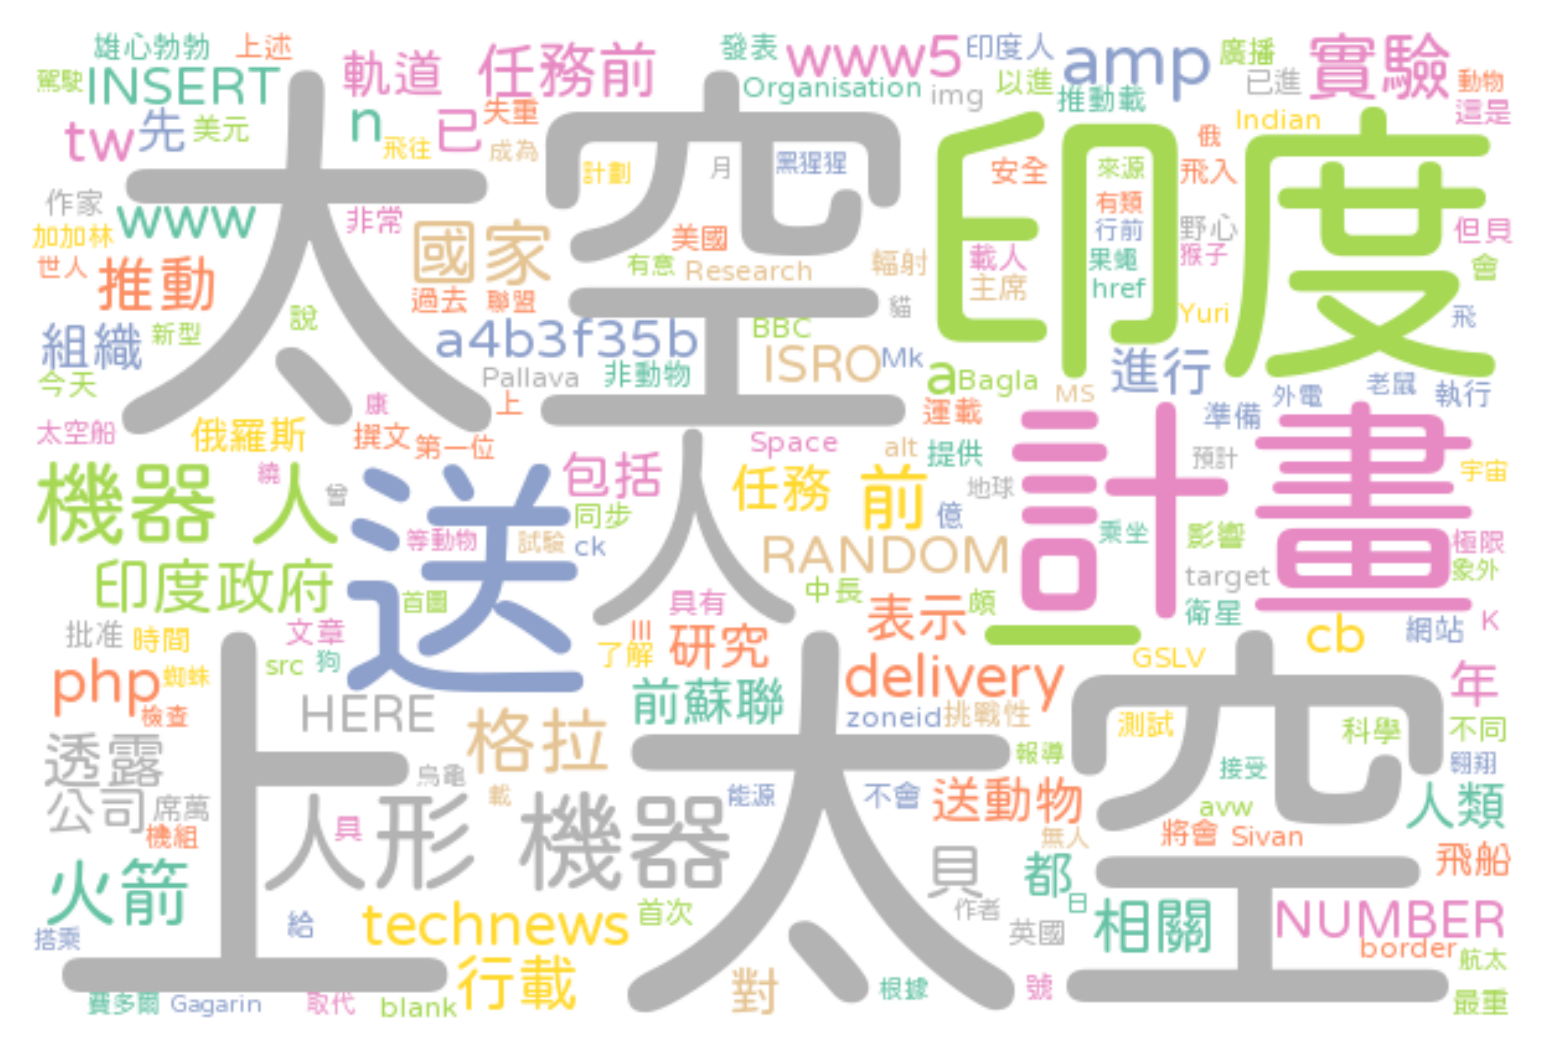 雄心勃勃 上述
軌道 任務前
發表 www5 印度人 amp 廣播 實驗
駕駛 INSERT
Organisation img 以進 已進 動物
推動載
這是
tw 先 美元 n 已 失重
Indian
飛往 成為
俄
太空 印度
計劃 月 黑猩猩
安全 來源 飛入
作家 www 非常
有類
行前 野心 但貝
加加林
國家 美國
世人 推動
有意 Research 輻射
載人 果蠅 猴子 會
主席 href
過去 聯盟
貓
Yuri 飛
說
組織 新型 a4b3f35b BBC
ISRO Mk 進行
今天 Pallava 非動物 a Bagla
MS 外電 老鼠 執行
康 上 運載 準備
太空船 俄羅斯 撰文 第一位
Space alt 提供 計畫
預計
機器 人 繞 包括 任務 前 地球 宇宙
曾
送 人
同步 億
等動物 試驗 ck RANDOM 乘坐 影響 極限
印度政府 首圖 中長 target 象外
具有 頗
衛星
批准 時間 文章 III 研究 表示 一 cb 網站 K
src 狗 了解
GSLV
php 蜘蛛
delivery 年
檢查 HERE 前蘇聯
zoneid 挑戰性 測試 科學 不同
格拉
透露 上 太空
報導
烏龜 接受 翱翔
載 能源 不會 送動物 avw 人類
公司 席萬
機組 具 人形 機器
無人 將會 Sivan 飛船
貝 都
火箭
日
給 technews 首次 作者 相關 NUMBER
搭乘 英國 border 航太
行載
對 根據 號 最重
費多爾 Gagarin 取代 blank